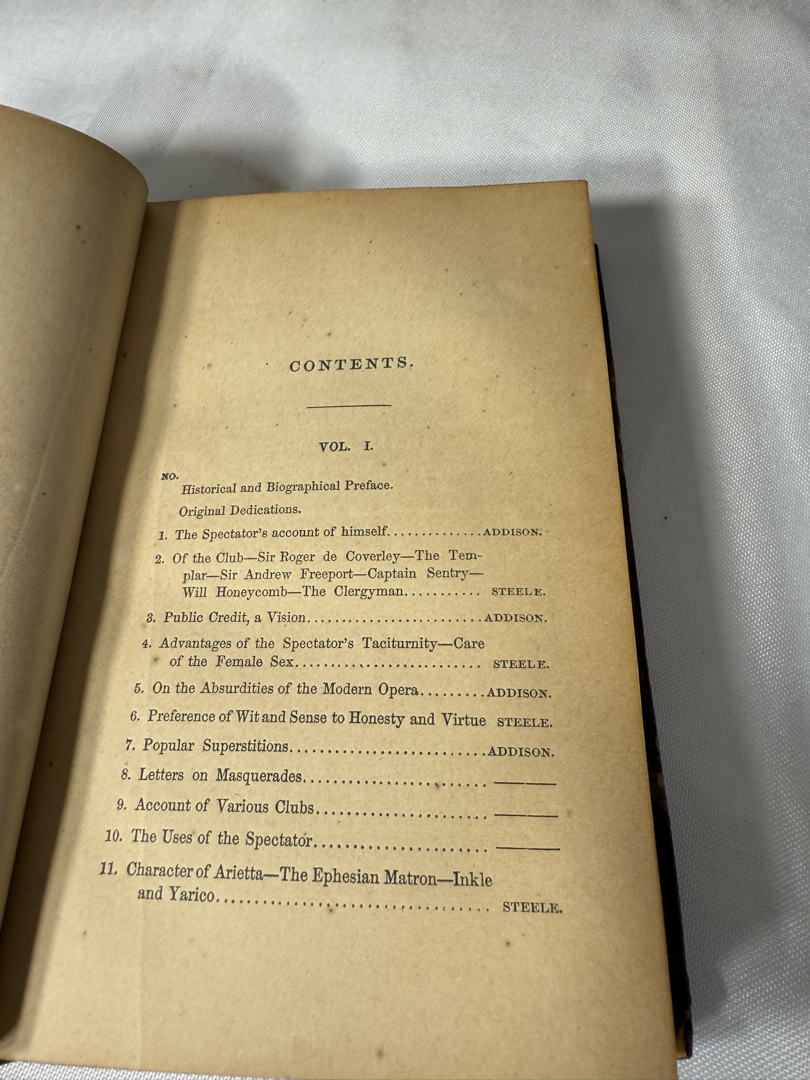 CONTENTS.
VOL. I.
NO.
Historical and Biographical Preface.
Original Dedications.
1. The Spectator's account of himself..............ADDISON.
2. Of the Club—Sir Roger de Coverley—The Tem-
plar—Sir Andrew Freeport—Captain Sentry—
Will Honeycomb—The Clergyman........... STEELE.
3. Public Credit, a Vision.........................ADDISON.
4. Advantages of the Spectator's Taciturnity—Care
of the Female Sex........................... STEELE.
5. On the Absurdities of the Modern Opera.........ADDISON.
6. Preference of Wit and Sense to Honesty and Virtue STEELE.
7. Popular Superstitions..........................ADDISON.
8. Letters on Masquerades......................... ———
9. Account of Various Clubs....................... ———
10. The Uses of the Spectator....................... ———
11. Character of Arietta—The Ephesian Matron—Inkle
and Yarico.................................... STEELE.